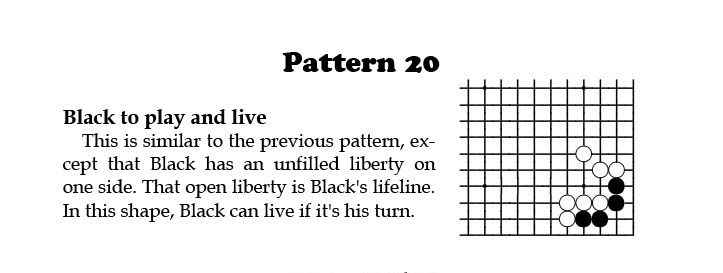 Pattern 20
Black to play and live
This is similar to the previous pattern, ex-
cept that Black has an unfilled liberty on
one side. That open liberty is Black's lifeline.
In this shape, Black can live if it's his turn.